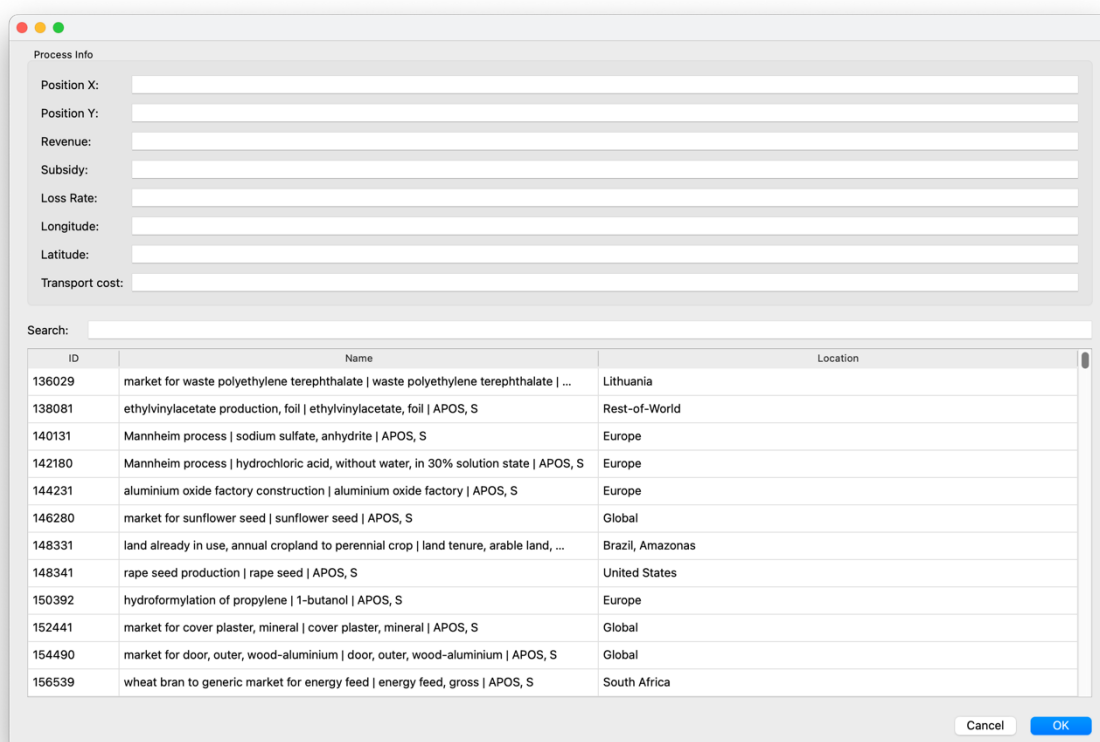 Process Info
Position X:
Position Y:
Revenue:
Subsidy:
Loss Rate:
Longitude:
Latitude:
Transport cost:
Search:
ID Name Location
136029 market for waste polyethylene terephthalate | waste polyethylene terephthalate | ... Lithuania
138081 ethylvinylacetate production, foil | ethylvinylacetate, foil | APOS, S Rest-of-World
140131 Mannheim process | sodium sulfate, anhydrite | APOS, S Europe
142180 Mannheim process | hydrochloric acid, without water, in 30% solution state | APOS, S Europe
144231 aluminium oxide factory construction | aluminium oxide factory | APOS, S Europe
146280 market for sunflower seed | sunflower seed | APOS, S Global
148331 land already in use, annual cropland to perennial crop | land tenure, arable land, ... Brazil, Amazonas
148341 rape seed production | rape seed | APOS, S United States
150392 hydroformylation of propylene | 1-butanol | APOS, S Europe
152441 market for cover plaster, mineral | cover plaster, mineral | APOS, S Global
154490 market for door, outer, wood-aluminium | door, outer, wood-aluminium | APOS, S Global
156539 wheat bran to generic market for energy feed | energy feed, gross | APOS, S South Africa
Cancel OK